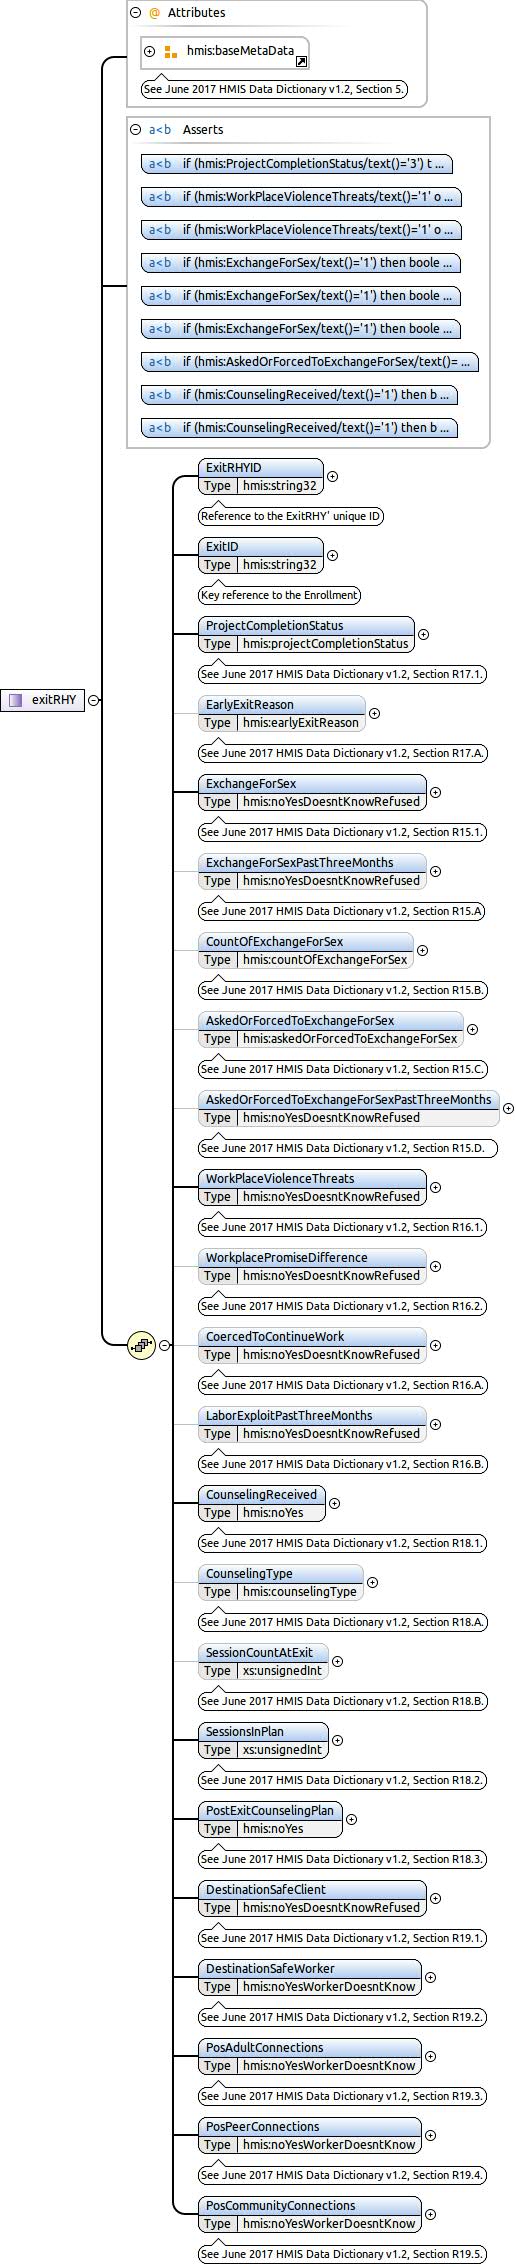 @ Attributes
hmis:baseMetaData
See June 2017 HMIS Data Dictionary v1.2, Section 5.
a<b Asserts
a<b if (hmis:ProjectCompletionStatus/text()='3') t ...
a<b if (hmis:WorkPlaceViolenceThreats/text()='1' o ...
a<b if (hmis:WorkPlaceViolenceThreats/text()='1' o ...
a<b if (hmis:ExchangeForSex/text()='1') then boole ...
a<b if (hmis:ExchangeForSex/text()='1') then boole ...
a<b if (hmis:ExchangeForSex/text()='1') then boole ...
a<b if (hmis:AskedOrForcedToExchangeForSex/text()= ...
a<b if (hmis:CounselingReceived/text()='1') then b ...
a<b if (hmis:CounselingReceived/text()='1') then b ...
exitRHY
ExitRHYID
Type hmis:string32
Reference to the ExitRHY' unique ID
ExitID
Type hmis:string32
Key reference to the Enrollment
ProjectCompletionStatus
Type hmis:projectCompletionStatus
See June 2017 HMIS Data Dictionary v1.2, Section R17.1.
EarlyExitReason
Type hmis:earlyExitReason
See June 2017 HMIS Data Dictionary v1.2, Section R17.A.
ExchangeForSex
Type hmis:noYesDoesntKnowRefused
See June 2017 HMIS Data Dictionary v1.2, Section R15.1.
ExchangeForSexPastThreeMonths
Type hmis:noYesDoesntKnowRefused
See June 2017 HMIS Data Dictionary v1.2, Section R15.A
CountOfExchangeForSex
Type hmis:countOfExchangeForSex
See June 2017 HMIS Data Dictionary v1.2, Section R15.B.
AskedOrForcedToExchangeForSex
Type hmis:askedOrForcedToExchangeForSex
See June 2017 HMIS Data Dictionary v1.2, Section R15.C.
AskedOrForcedToExchangeForSexPastThreeMonths
Type hmis:noYesDoesntKnowRefused
See June 2017 HMIS Data Dictionary v1.2, Section R15.D.
WorkPlaceViolenceThreats
Type hmis:noYesDoesntKnowRefused
See June 2017 HMIS Data Dictionary v1.2, Section R16.1.
WorkplacePromiseDifference
Type hmis:noYesDoesntKnowRefused
See June 2017 HMIS Data Dictionary v1.2, Section R16.2.
CoercedToContinueWork
Type hmis:noYesDoesntKnowRefused
See June 2017 HMIS Data Dictionary v1.2, Section R16.A.
LaborExploitPastThreeMonths
Type hmis:noYesDoesntKnowRefused
See June 2017 HMIS Data Dictionary v1.2, Section R16.B.
CounselingReceived
Type hmis:noYes
See June 2017 HMIS Data Dictionary v1.2, Section R18.1.
CounselingType
Type hmis:counselingType
See June 2017 HMIS Data Dictionary v1.2, Section R18.A.
SessionCountAtExit
Type xs:unsignedInt
See June 2017 HMIS Data Dictionary v1.2, Section R18.B.
SessionsInPlan
Type xs:unsignedInt
See June 2017 HMIS Data Dictionary v1.2, Section R18.2.
PostExitCounselingPlan
Type hmis:noYes
See June 2017 HMIS Data Dictionary v1.2, Section R18.3.
DestinationSafeClient
Type hmis:noYesDoesntKnowRefused
See June 2017 HMIS Data Dictionary v1.2, Section R19.1.
DestinationSafeWorker
Type hmis:noYesWorkerDoesntKnow
See June 2017 HMIS Data Dictionary v1.2, Section R19.2.
PosAdultConnections
Type hmis:noYesWorkerDoesntKnow
See June 2017 HMIS Data Dictionary v1.2, Section R19.3.
PosPeerConnections
Type hmis:noYesWorkerDoesntKnow
See June 2017 HMIS Data Dictionary v1.2, Section R19.4.
PosCommunityConnections
Type hmis:noYesWorkerDoesntKnow
See June 2017 HMIS Data Dictionary v1.2, Section R19.5.